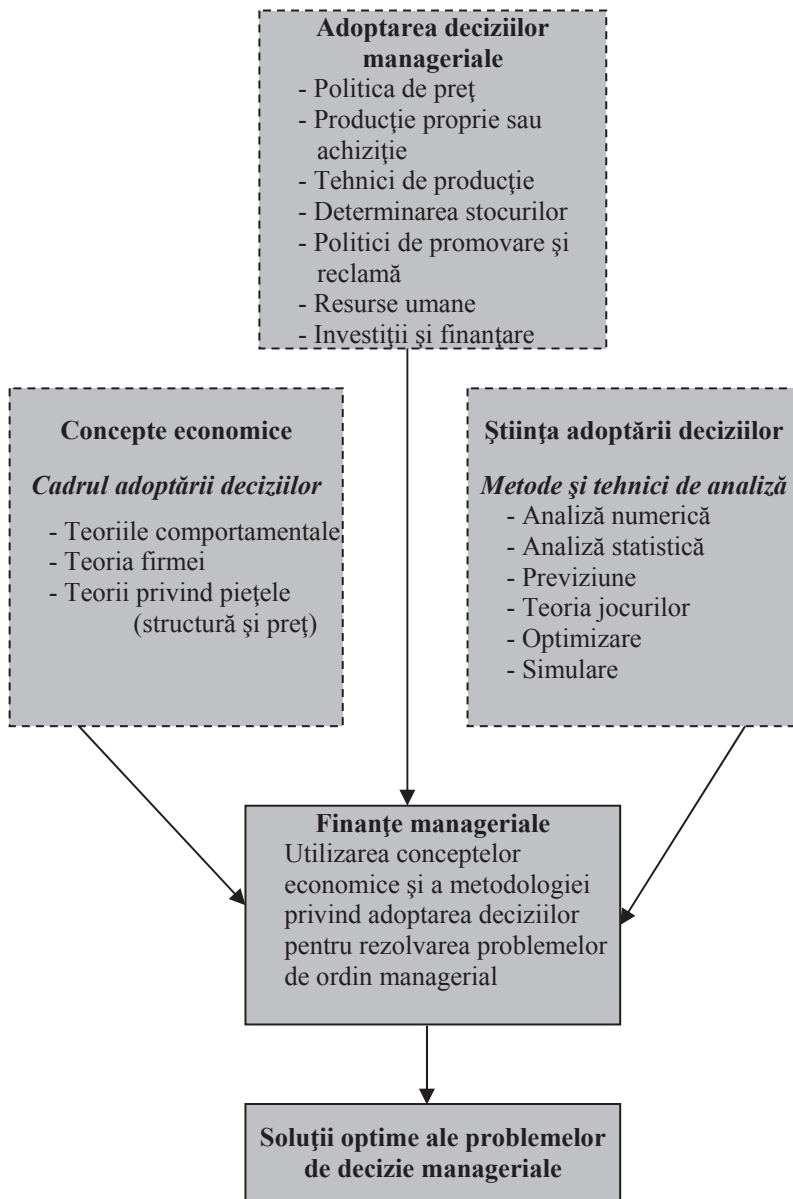 Adoptarea deciziilor
manageriale
- Politica de preţ
- Producţie proprie sau
achiziţie
- Tehnici de producţie
- Determinarea stocurilor
- Politici de promovare şi
reclamă
- Resurse umane
- Investiţii şi finanţare
Concepte economice
Cadrul adoptării deciziilor
- Teoriile comportamentale
- Teoria firmei
- Teorii privind pieţele
(structură şi preţ)
Ştiinţa adoptării deciziilor
Metode şi tehnici de analiză
- Analiză numerică
- Analiză statistică
- Previziune
- Teoria jocurilor
- Optimizare
- Simulare
Finanţe manageriale
Utilizarea conceptelor
economice şi a metodologiei
privind adoptarea deciziilor
pentru rezolvarea problemelor
de ordin managerial
Soluţii optime ale problemelor
de decizie manageriale